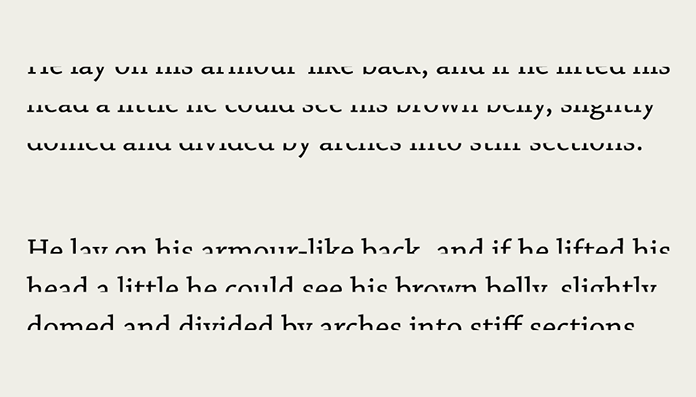 He lay on his armour-like back, and if he lifted his
head a little he could see his brown belly, slightly
domed and divided by arches into stiff sections.
He lay on his armour-like back, and if he lifted his
head a little he could see his brown belly, slightly
domed and divided by arches into stiff sections.